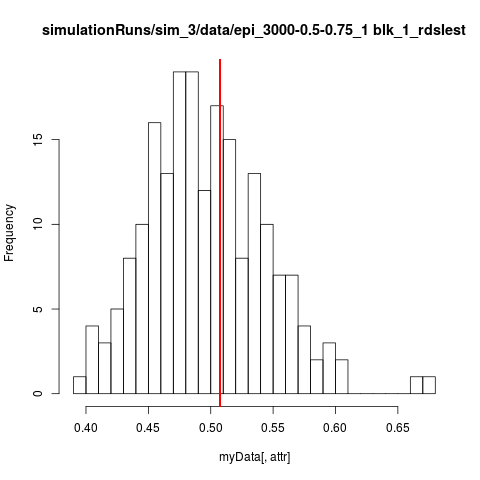 simulationRuns/sim_3/data/epi_3000-0.5-0.75_1 blk_1_rdslest
Frequency
15
10
5
0
0.40 0.45 0.50 0.55 0.60 0.65
myData[, attr]